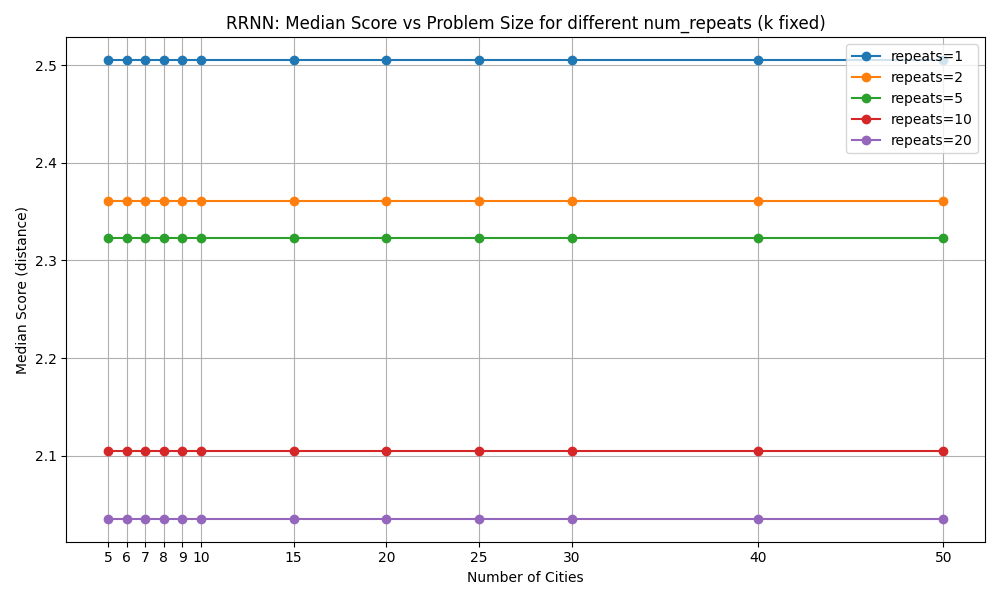 RRNN: Median Score vs Problem Size for different num_repeats (k fixed)
Median Score (distance)
2.5
2.4
2.3
2.2
2.1
repeats=1
repeats=2
repeats=5
repeats=10
repeats=20
5 6 7 8 9 10 15 20 25 30 40 50
Number of Cities